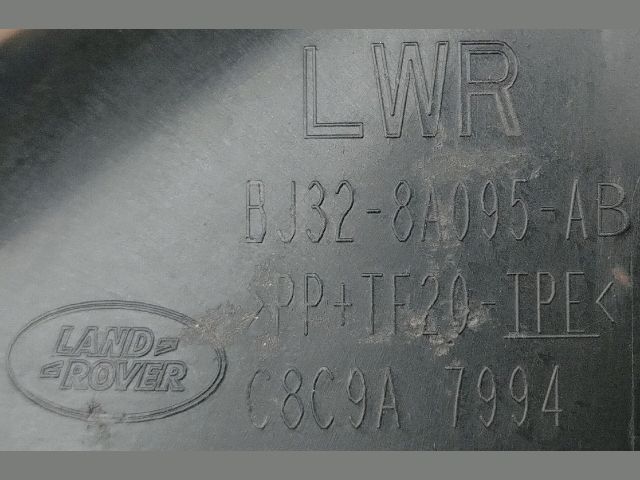 LWR
BJ32-8A095-AB
>PP+TF20-TPE<
LAND
ROVER
C8C9A 7994